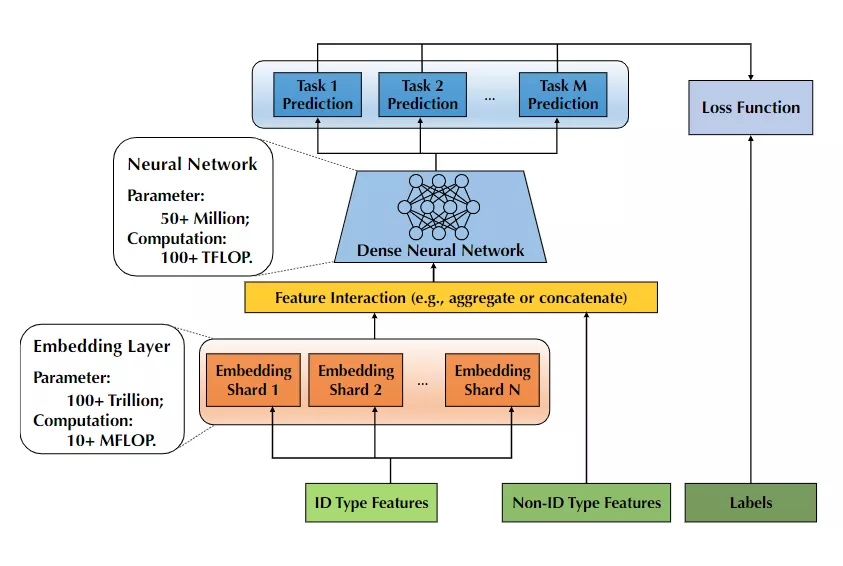 Task 1
Prediction
Task 2
Prediction
...
Task M
Prediction
Loss Function
Neural Network
Parameter:
50+ Million;
Computation:
100+ TFLOP.
Dense Neural Network
Feature Interaction (e.g., aggregate or concatenate)
Embedding Layer
Parameter:
100+ Trillion;
Computation:
10+ MFLOP.
Embedding
Shard 1
Embedding
Shard 2
...
Embedding
Shard N
ID Type Features
Non-ID Type Features
Labels